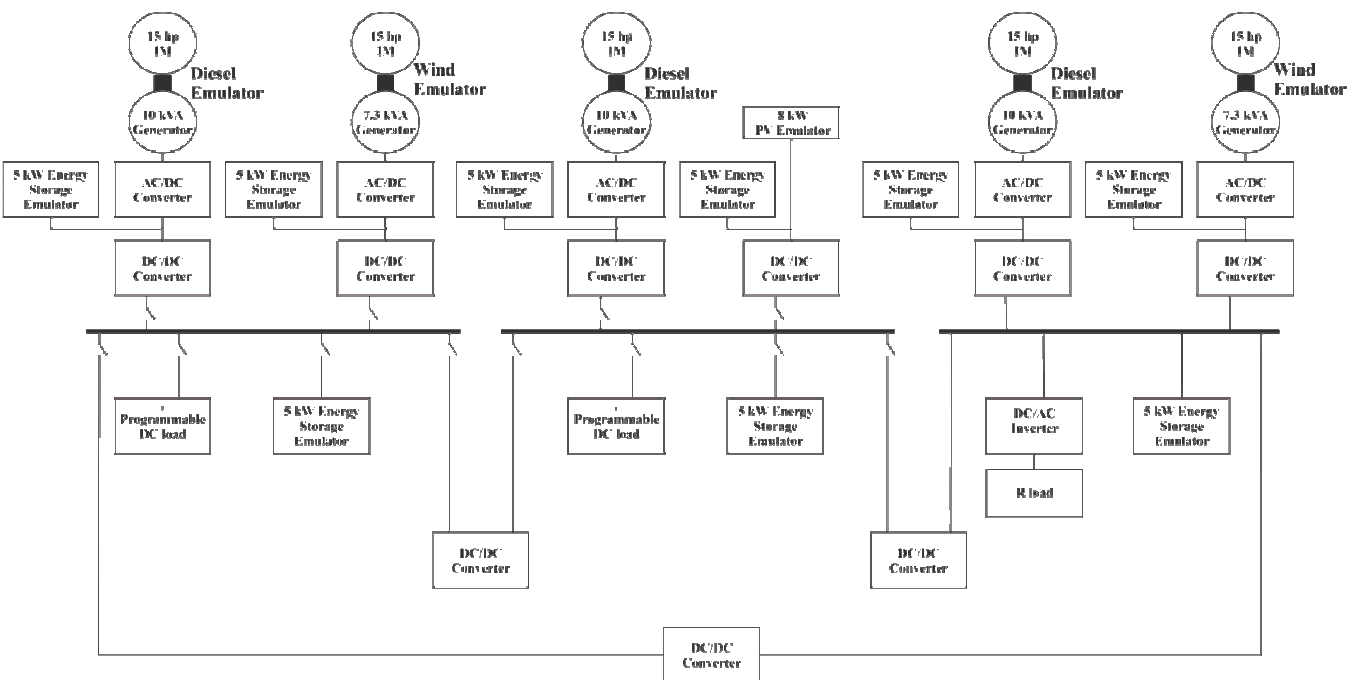 15 hp
IM
15 hp
IM
15 hp
IM
15 hp
IM
15 hp
IM
Diesel
Emulator
Wind
Emulator
Diesel
Emulator
Diesel
Emulator
Wind
Emulator
10 kVA
Generator
7.3 kVA
Generator
10 kVA
Generator
8 kW
PV Emulator
10 kVA
Generator
7.3 kVA
Generator
5 kW Energy
Storage
Emulator
AC/DC
Converter
5 kW Energy
Storage
Emulator
AC/DC
Converter
5 kW Energy
Storage
Emulator
AC/DC
Converter
5 kW Energy
Storage
Emulator
5 kW Energy
Storage
Emulator
AC/DC
Converter
5 kW Energy
Storage
Emulator
AC/DC
Converter
DC/DC
Converter
DC/DC
Converter
DC/DC
Converter
DC/DC
Converter
DC/DC
Converter
DC/DC
Converter
Programmable
DC load
5 kW Energy
Storage
Emulator
Programmable
DC load
5 kW Energy
Storage
Emulator
DC/AC
Inverter
5 kW Energy
Storage
Emulator
R load
DC/DC
Converter
DC/DC
Converter
DC/DC
Converter